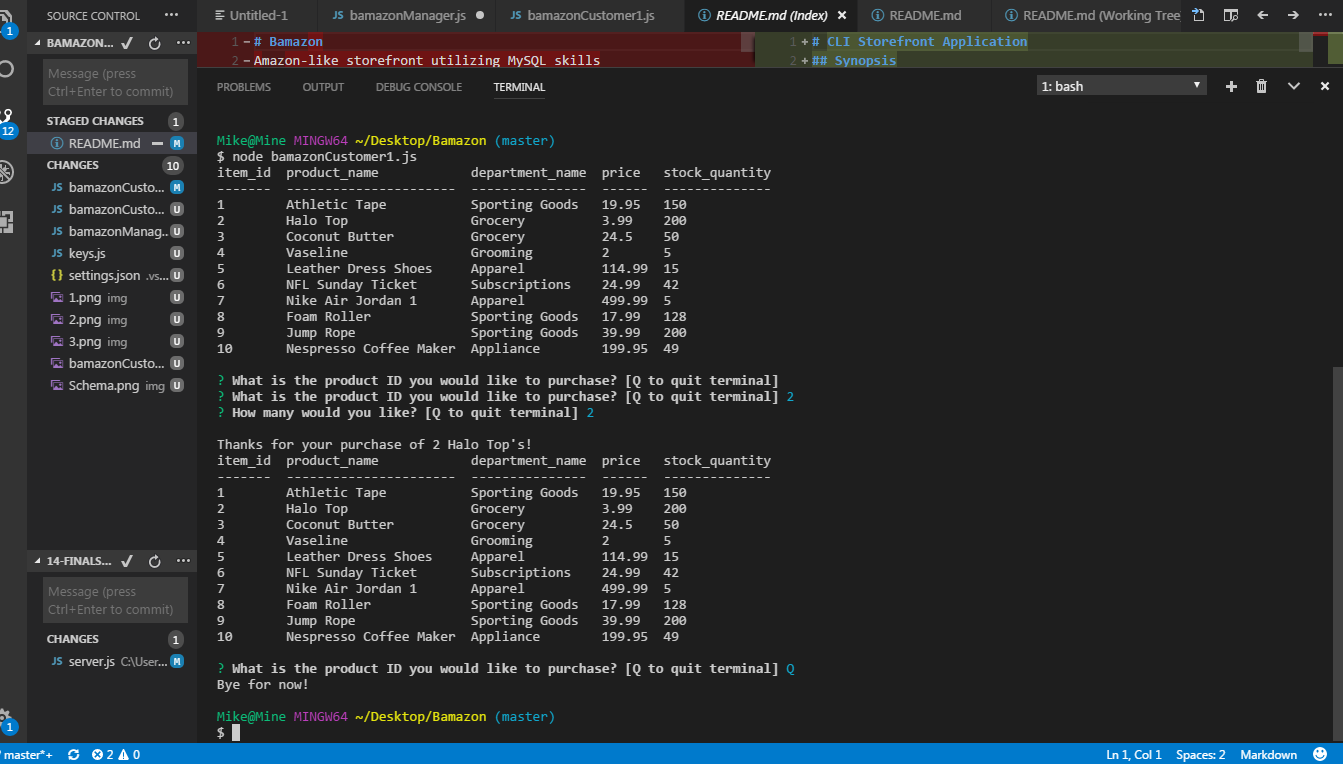 SOURCE CONTROL ···
Untitled-1
JS bamazonManager.js ●
JS bamazonCustomer1.js
README.md (Index) ×
README.md
README.md (Working Tree
1
BAMAZON... ✓ ···
Message (press
Ctrl+Enter to commit)
STAGED CHANGES 1
README.md M
CHANGES 10
JS bamazonCusto... M
JS bamazonCusto... U
JS bamazonManag... U
JS keys.js U
{} settings.json .vs... U
1.png img U
2.png img U
3.png img U
bamazonCusto... U
Schema.png img U
12
14-FINALS... ✓ ···
Message (press
Ctrl+Enter to commit)
CHANGES 1
JS server.js C:\User... M
1
1 -# Bamazon
2 -Amazon-like storefront utilizing MySQL skills
1 +# CLI Storefront Application
2 +## Synopsis
PROBLEMS OUTPUT DEBUG CONSOLE TERMINAL 1: bash
Mike@Mine MINGW64 ~/Desktop/Bamazon (master)
$ node bamazonCustomer1.js
item_id product_name department_name price stock_quantity
------- ---------------------- --------------- ------ --------------
1 Athletic Tape Sporting Goods 19.95 150
2 Halo Top Grocery 3.99 200
3 Coconut Butter Grocery 24.5 50
4 Vaseline Grooming 2 5
5 Leather Dress Shoes Apparel 114.99 15
6 NFL Sunday Ticket Subscriptions 24.99 42
7 Nike Air Jordan 1 Apparel 499.99 5
8 Foam Roller Sporting Goods 17.99 128
9 Jump Rope Sporting Goods 39.99 200
10 Nespresso Coffee Maker Appliance 199.95 49
? What is the product ID you would like to purchase? [Q to quit terminal]
? What is the product ID you would like to purchase? [Q to quit terminal] 2
? How many would you like? [Q to quit terminal] 2
Thanks for your purchase of 2 Halo Top's!
item_id product_name department_name price stock_quantity
------- ---------------------- --------------- ------ --------------
1 Athletic Tape Sporting Goods 19.95 150
2 Halo Top Grocery 3.99 200
3 Coconut Butter Grocery 24.5 50
4 Vaseline Grooming 2 5
5 Leather Dress Shoes Apparel 114.99 15
6 NFL Sunday Ticket Subscriptions 24.99 42
7 Nike Air Jordan 1 Apparel 499.99 5
8 Foam Roller Sporting Goods 17.99 128
9 Jump Rope Sporting Goods 39.99 200
10 Nespresso Coffee Maker Appliance 199.95 49
? What is the product ID you would like to purchase? [Q to quit terminal] Q
Bye for now!
Mike@Mine MINGW64 ~/Desktop/Bamazon (master)
$
master*+ 2 0 Ln 1, Col 1 Spaces: 2 Markdown